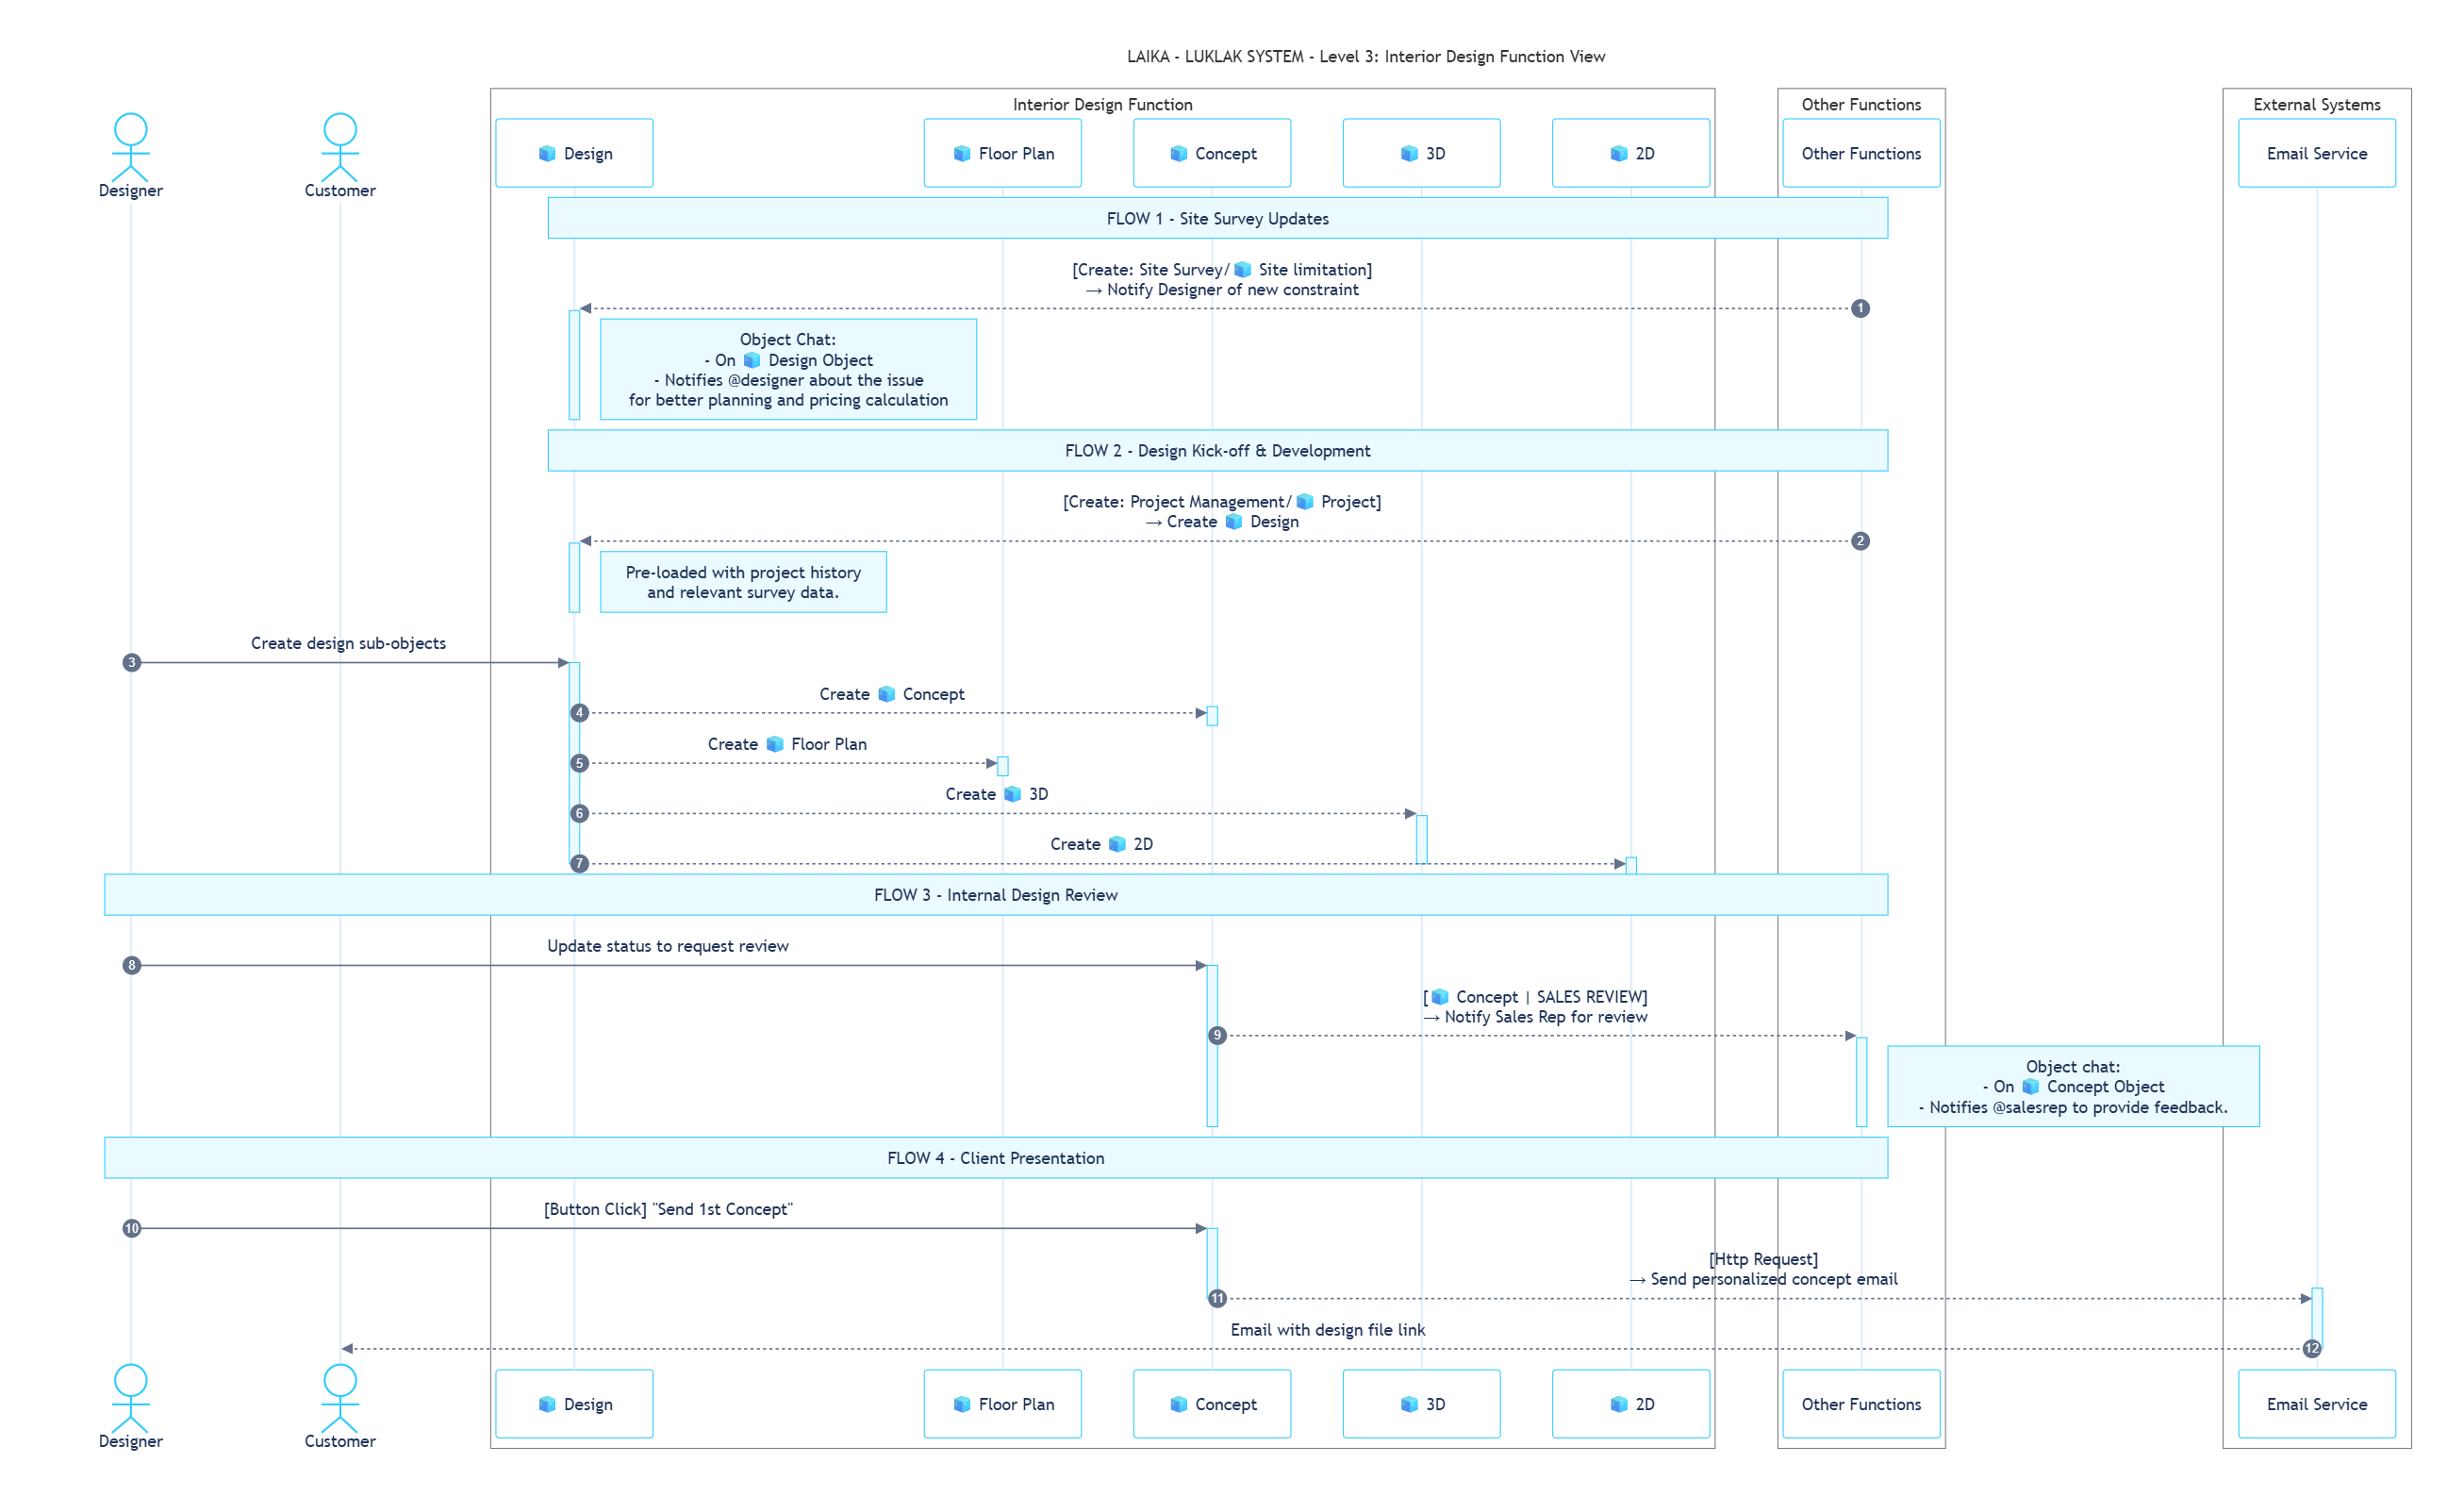 LAIKA - LUKLAK SYSTEM - Level 3: Interior Design Function View
Interior Design Function
Other Functions
External Systems
Designer
Customer
Design
Floor Plan
Concept
3D
2D
Other Functions
Email Service
FLOW 1 - Site Survey Updates
[Create: Site Survey/ Site limitation]
→ Notify Designer of new constraint
1
Object Chat:
- On Design Object
- Notifies @designer about the issue
for better planning and pricing calculation
FLOW 2 - Design Kick-off & Development
[Create: Project Management/ Project]
→ Create Design
2
Pre-loaded with project history
and relevant survey data.
Create design sub-objects
3
Create Concept
4
Create Floor Plan
5
Create 3D
6
Create 2D
7
FLOW 3 - Internal Design Review
Update status to request review
8
[ Concept | SALES REVIEW]
→ Notify Sales Rep for review
9
Object chat:
- On Concept Object
- Notifies @salesrep to provide feedback.
FLOW 4 - Client Presentation
[Button Click] "Send 1st Concept"
10
[Http Request]
→ Send personalized concept email
11
Email with design file link
12
Designer
Customer
Design
Floor Plan
Concept
3D
2D
Other Functions
Email Service